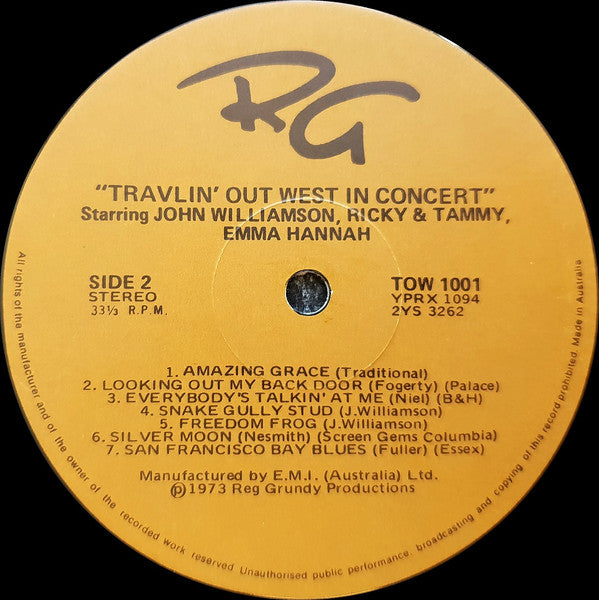 RG
"TRAVLIN' OUT WEST IN CONCERT"
Starring JOHN WILLIAMSON, RICKY & TAMMY,
EMMA HANNAH
SIDE 2
STEREO
33⅓ R.P.M.
TOW 1001
YPRX 1094
2YS 3262
1. AMAZING GRACE (Traditional)
2. LOOKING OUT MY BACK DOOR (Fogerty) (Palace)
3. EVERYBODY'S TALKIN' AT ME (Niel) (B&H)
4. SNAKE GULLY STUD (J.Williamson)
5. FREEDOM FROG (J.Williamson)
6. SILVER MOON (Nesmith) (Screen Gems Columbia)
7. SAN FRANCISCO BAY BLUES (Fuller) (Essex)
Manufactured by E.M.I. (Australia) Ltd.
℗1973 Reg Grundy Productions
All rights of the manufacturer and of the owner of the recorded work reserved. Unauthorised public performance, broadcasting and copying of this record prohibited. Made in Australia